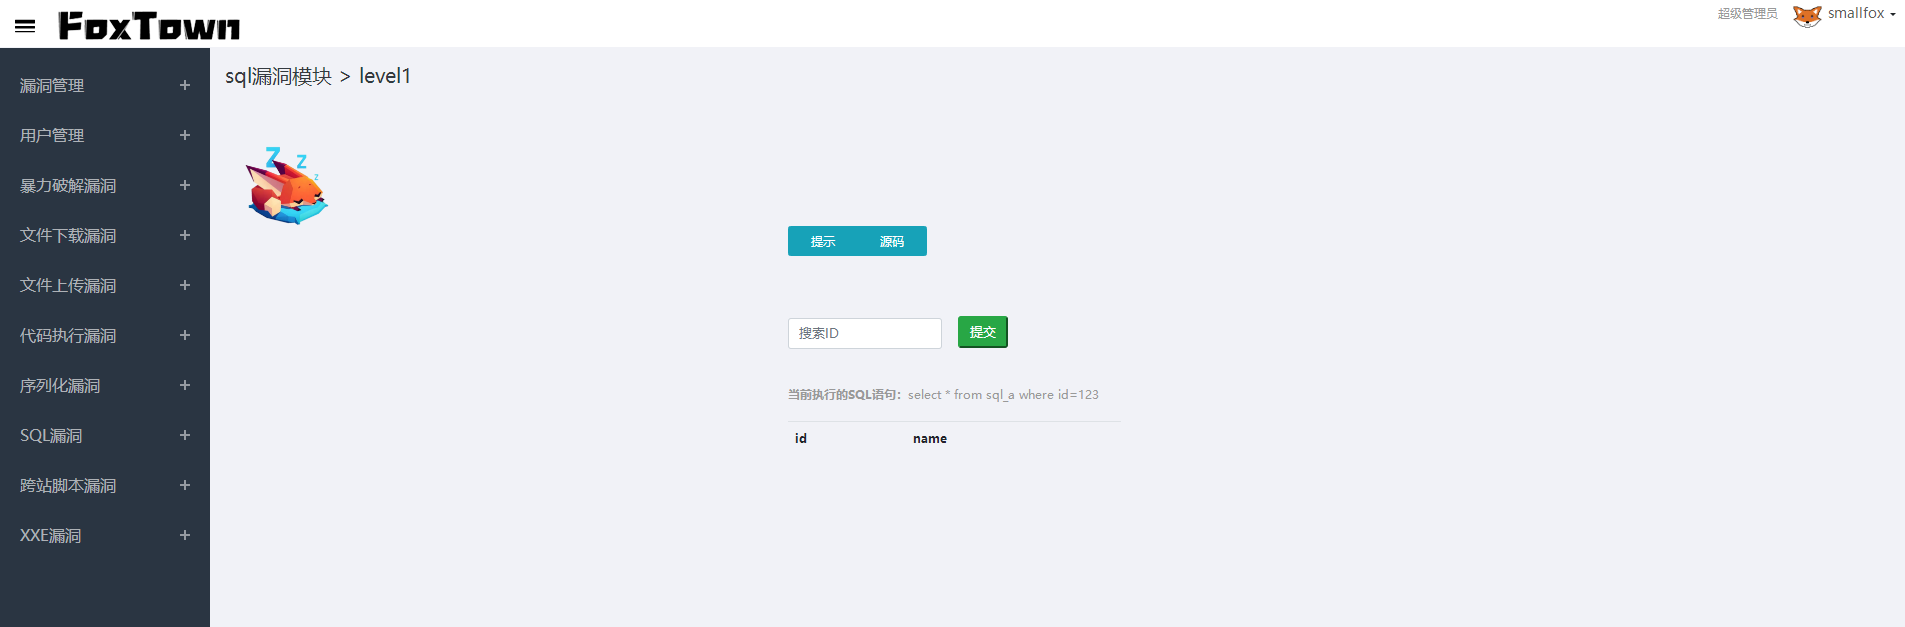 FoxTown
超级管理员 smallfox
漏洞管理
用户管理
暴力破解漏洞
文件下载漏洞
文件上传漏洞
代码执行漏洞
序列化漏洞
SQL漏洞
跨站脚本漏洞
XXE漏洞
sql漏洞模块 > level1
Z Z z
提示 源码
搜索ID 提交
当前执行的SQL语句：select * from sql_a where id=123
id name